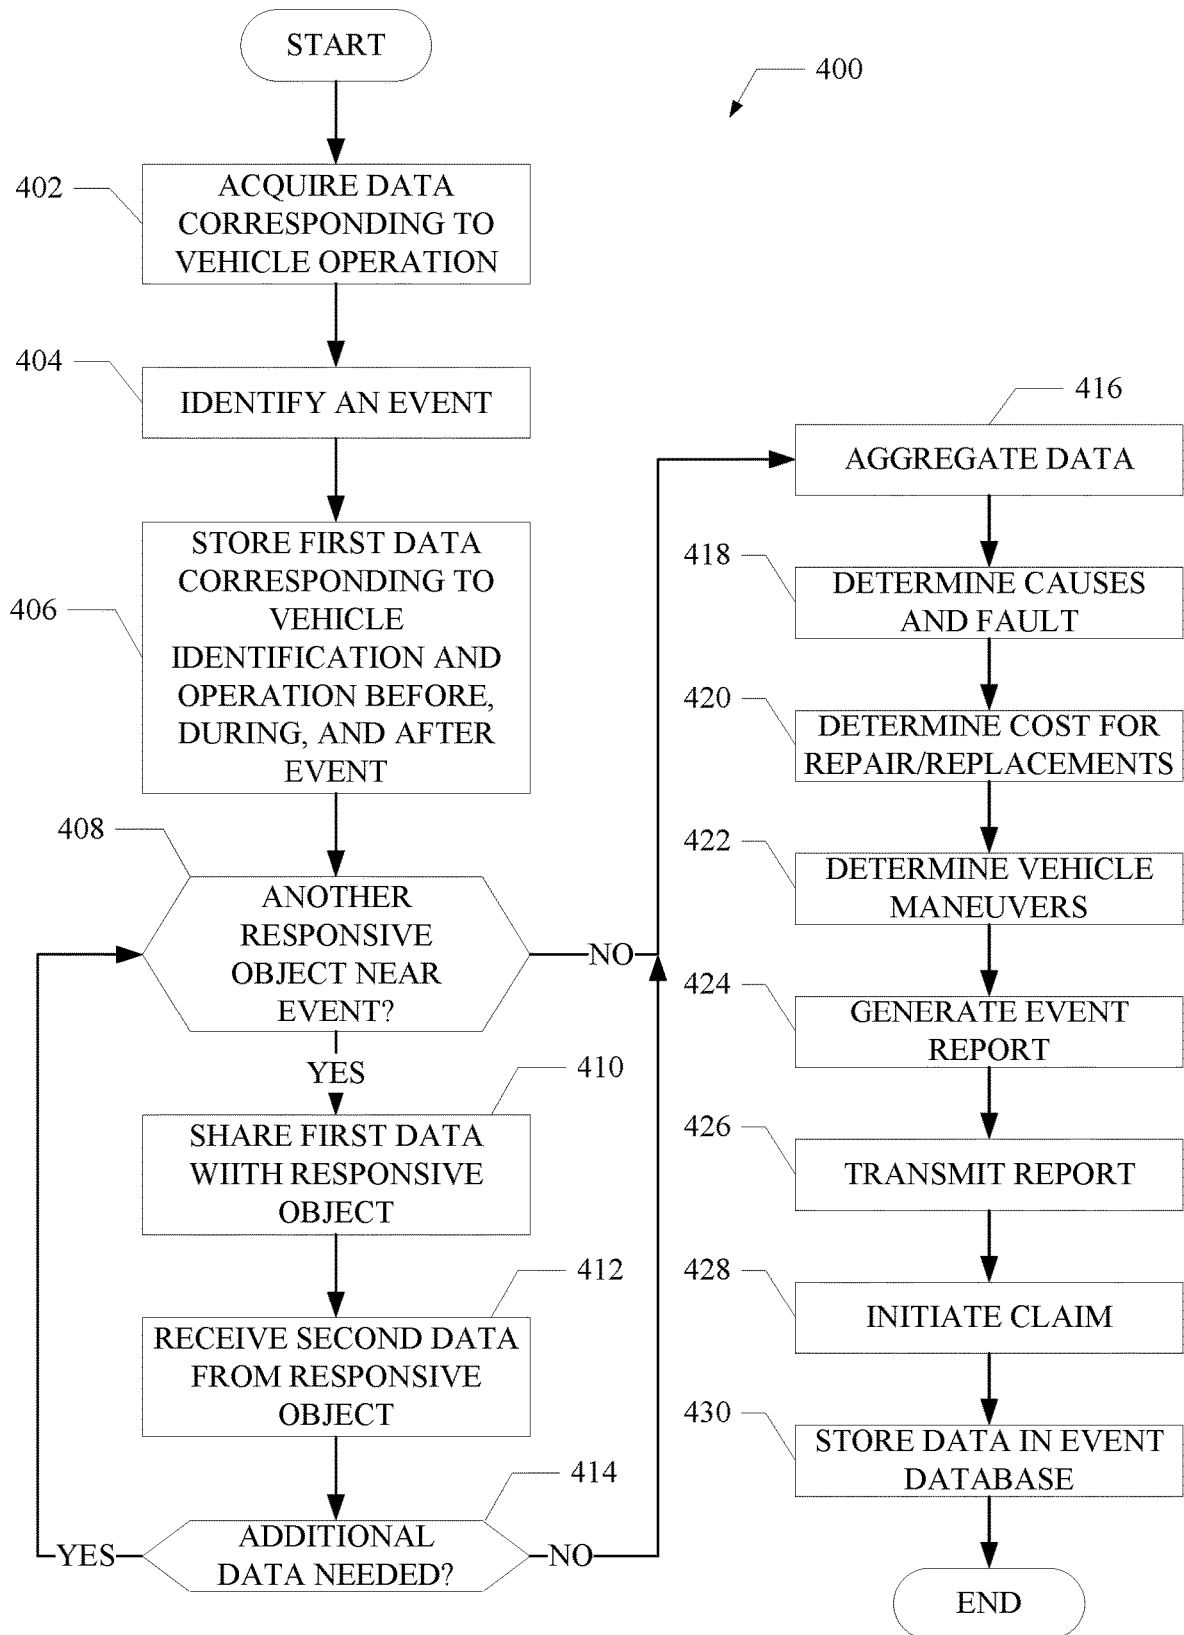 START
400
402
ACQUIRE DATA
CORRESPONDING TO
VEHICLE OPERATION
404
IDENTIFY AN EVENT
406
STORE FIRST DATA
CORRESPONDING TO
VEHICLE
IDENTIFICATION AND
OPERATION BEFORE,
DURING, AND AFTER
EVENT
408
ANOTHER
RESPONSIVE
OBJECT NEAR
EVENT?
NO
YES
410
SHARE FIRST DATA
WIITH RESPONSIVE
OBJECT
412
RECEIVE SECOND DATA
FROM RESPONSIVE
OBJECT
414
ADDITIONAL
DATA NEEDED?
YES
NO
416
AGGREGATE DATA
418
DETERMINE CAUSES
AND FAULT
420
DETERMINE COST FOR
REPAIR/REPLACEMENTS
422
DETERMINE VEHICLE
MANEUVERS
424
GENERATE EVENT
REPORT
426
TRANSMIT REPORT
428
INITIATE CLAIM
430
STORE DATA IN EVENT
DATABASE
END